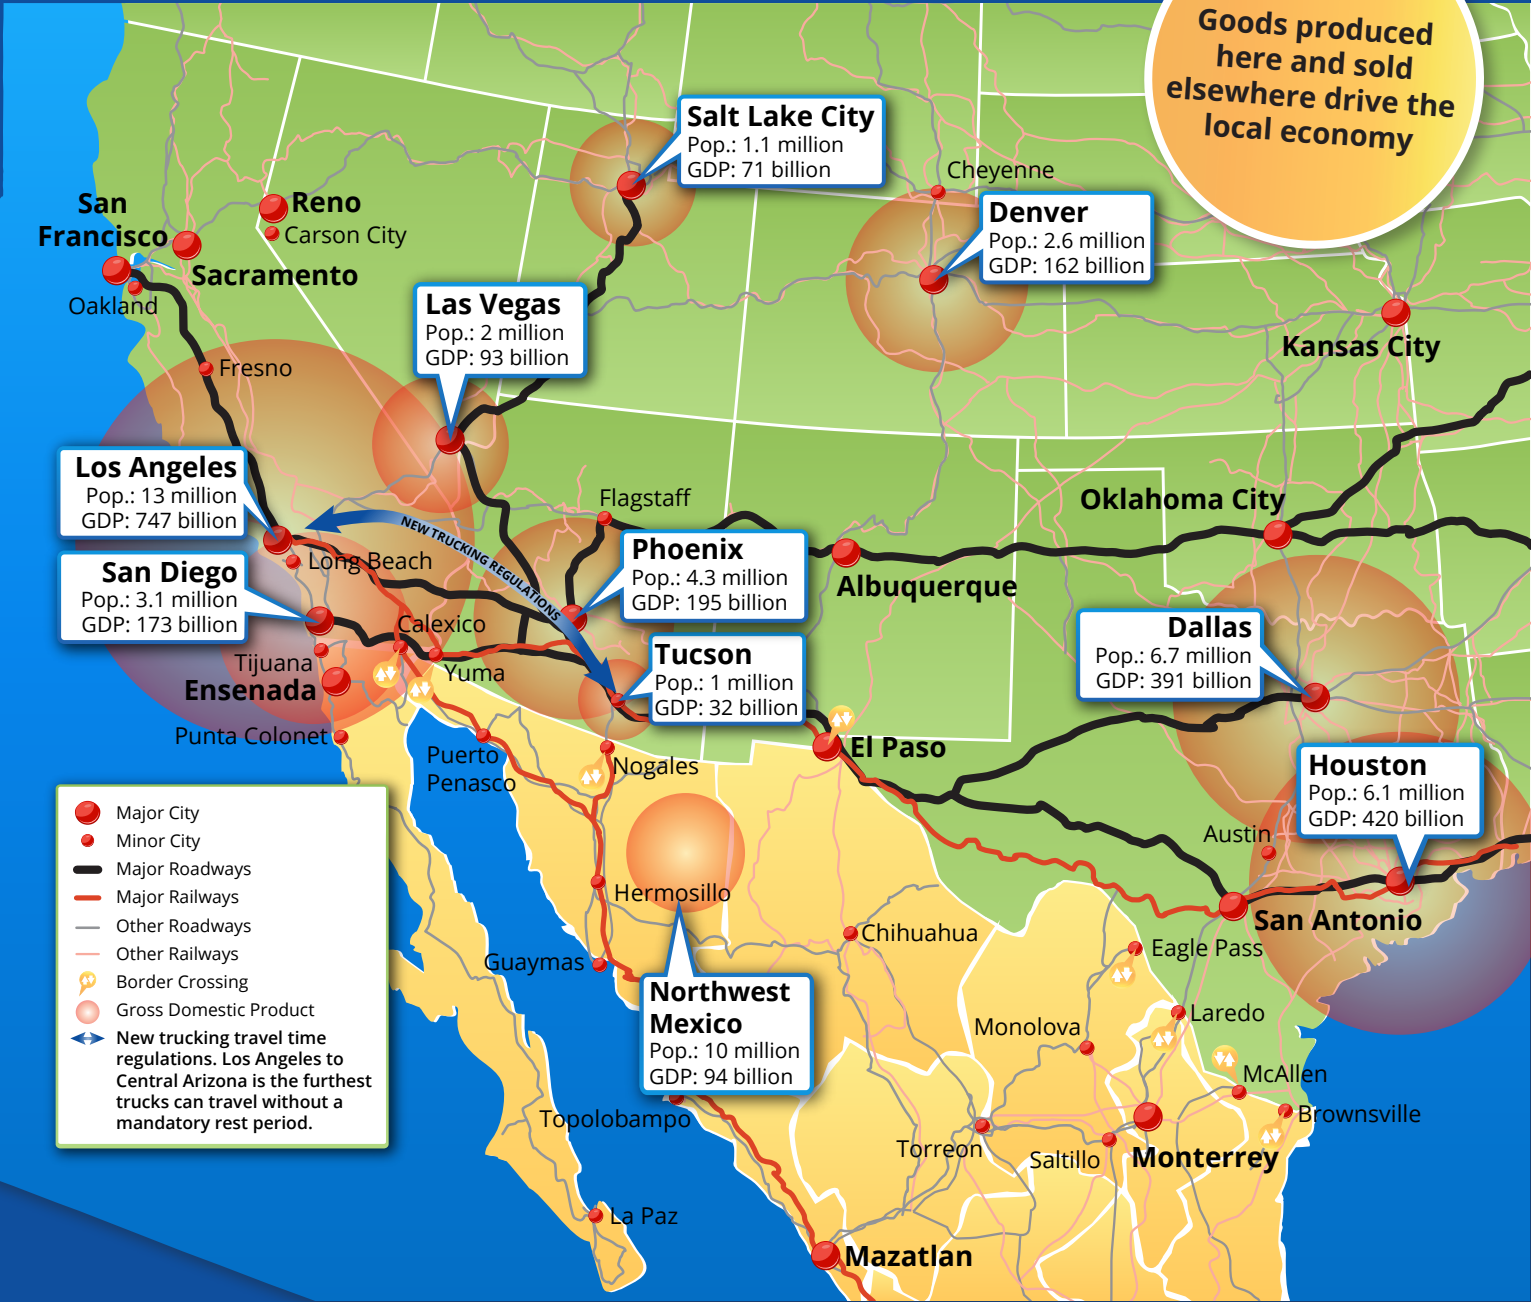 Goods produced
here and sold
elsewhere drive the
local economy
Salt Lake City
Pop.: 1.1 million
GDP: 71 billion
Cheyenne
Denver
Pop.: 2.6 million
GDP: 162 billion
San
Francisco
Reno
Carson City
Sacramento
Oakland
Las Vegas
Pop.: 2 million
GDP: 93 billion
Kansas City
Fresno
Los Angeles
Pop.: 13 million
GDP: 747 billion
Flagstaff
Oklahoma City
NEW TRUCKING REGULATIONS
Long Beach
Phoenix
Pop.: 4.3 million
GDP: 195 billion
Albuquerque
San Diego
Pop.: 3.1 million
GDP: 173 billion
Calexico
Tijuana
Yuma
Ensenada
Tucson
Pop.: 1 million
GDP: 32 billion
Dallas
Pop.: 6.7 million
GDP: 391 billion
Punta Colonet
Puerto
Penasco
Nogales
El Paso
Houston
Pop.: 6.1 million
GDP: 420 billion
Austin
Hermosillo
San Antonio
Chihuahua
Eagle Pass
Guaymas
Northwest
Mexico
Pop.: 10 million
GDP: 94 billion
Laredo
Monolova
McAllen
Brownsville
Topolobampo
Torreon
Saltillo
Monterrey
La Paz
Mazatlan
Major City
Minor City
Major Roadways
Major Railways
Other Roadways
Other Railways
Border Crossing
Gross Domestic Product
New trucking travel time
regulations. Los Angeles to
Central Arizona is the furthest
trucks can travel without a
mandatory rest period.